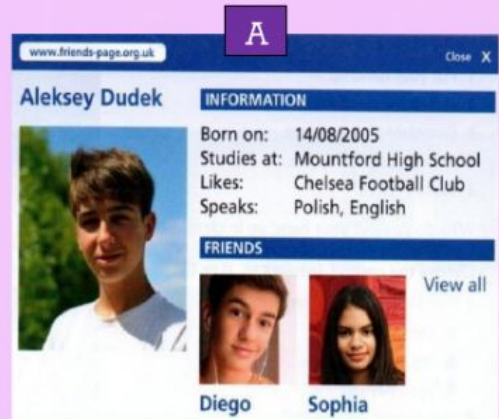 A
www.friends-page.org.uk
Close X
Aleksey Dudek
INFORMATION
Born on: 14/08/2005
Studies at: Mountford High School
Likes: Chelsea Football Club
Speaks: Polish, English
FRIENDS
View all
Diego Sophia